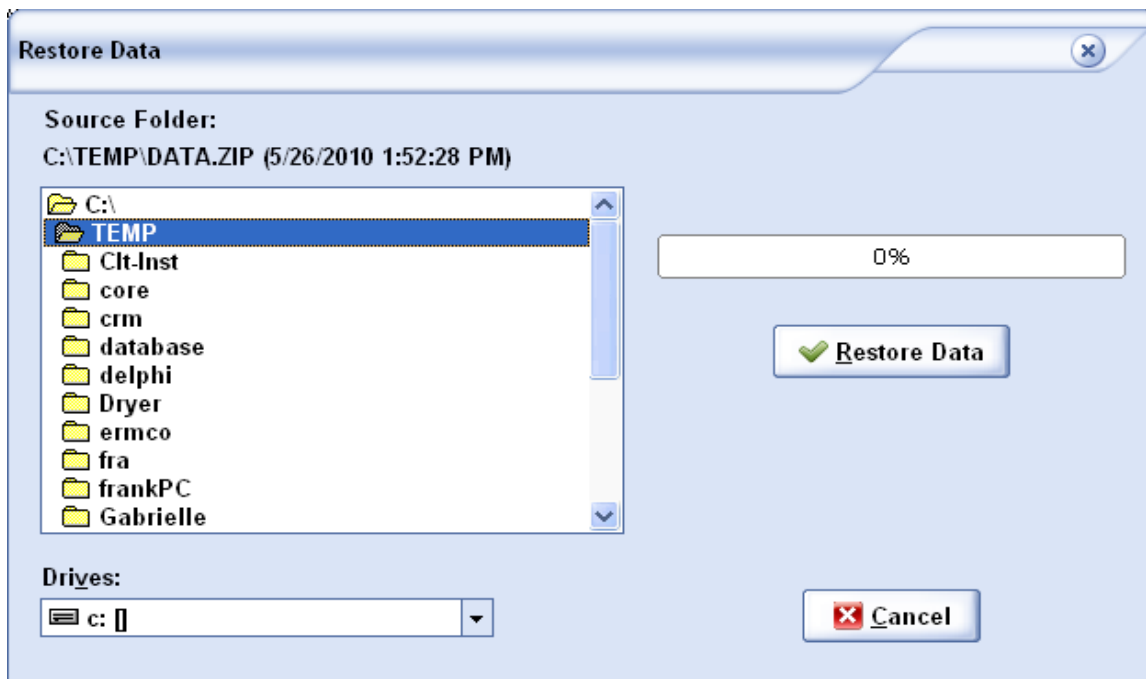 Restore Data
Source Folder:
C:\TEMP\DATA.ZIP (5/26/2010 1:52:28 PM)
C:\
TEMP
Clt-Inst
core
crm
database
delphi
Dryer
ermco
fra
frankPC
Gabrielle
0%
Restore Data
Drives:
c: []
Cancel